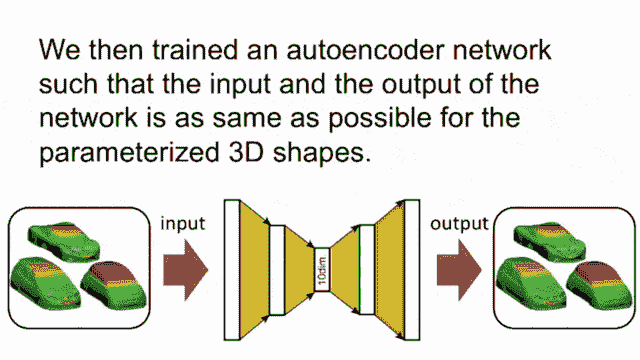 We then trained an autoencoder network
such that the input and the output of the
network is as same as possible for the
parameterized 3D shapes.
input
10dim
output